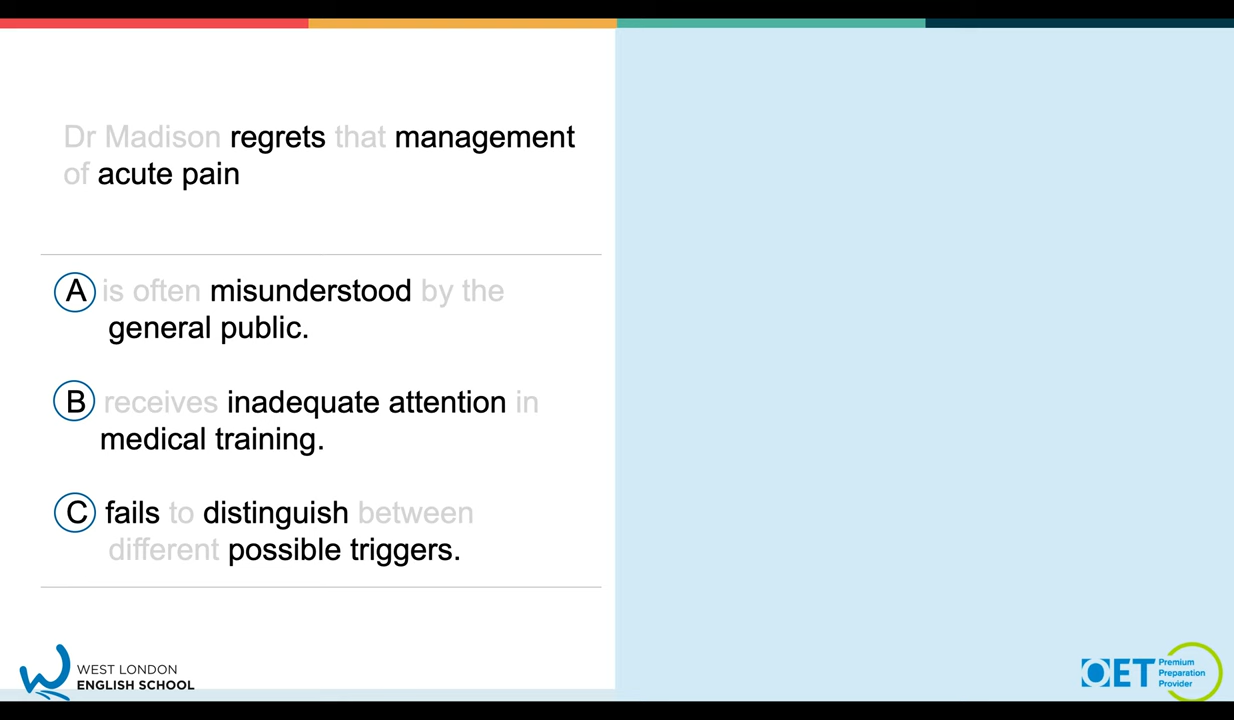 Dr Madison regrets that management
of acute pain
A is often misunderstood by the
general public.
B receives inadequate attention in
medical training.
C fails to distinguish between
different possible triggers.
WEST LONDON
ENGLISH SCHOOL
OET Premium
Preparation
Provider